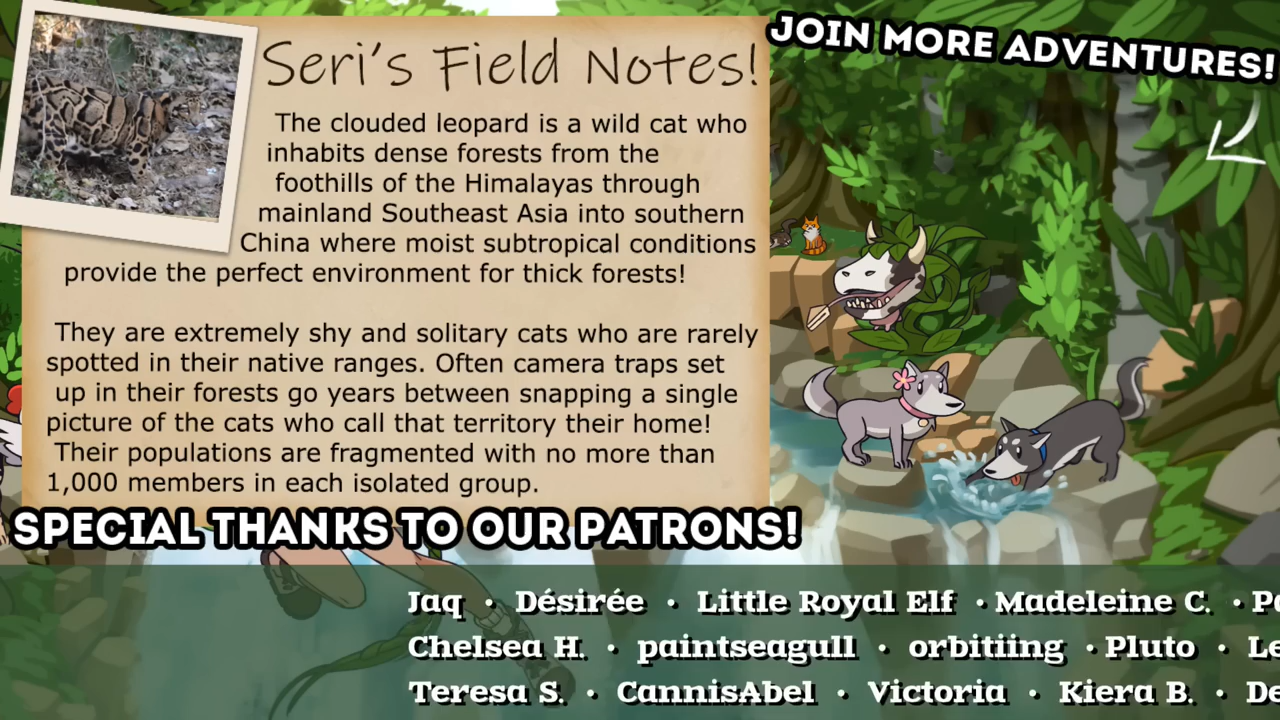 Seri's Field Notes!
JOIN MORE ADVENTURES!
The clouded leopard is a wild cat who
inhabits dense forests from the
foothills of the Himalayas through
mainland Southeast Asia into southern
China where moist subtropical conditions
provide the perfect environment for thick forests!
They are extremely shy and solitary cats who are rarely
spotted in their native ranges. Often camera traps set
up in their forests go years between snapping a single
picture of the cats who call that territory their home!
Their populations are fragmented with no more than
1,000 members in each isolated group.
SPECIAL THANKS TO OUR PATRONS!
Jaq • Désirée • Little Royal Elf • Madeleine C. •
Chelsea H. • paintseagull • orbitiing • Pluto •
Teresa S. • CannisAbel • Victoria • Kiera B. •